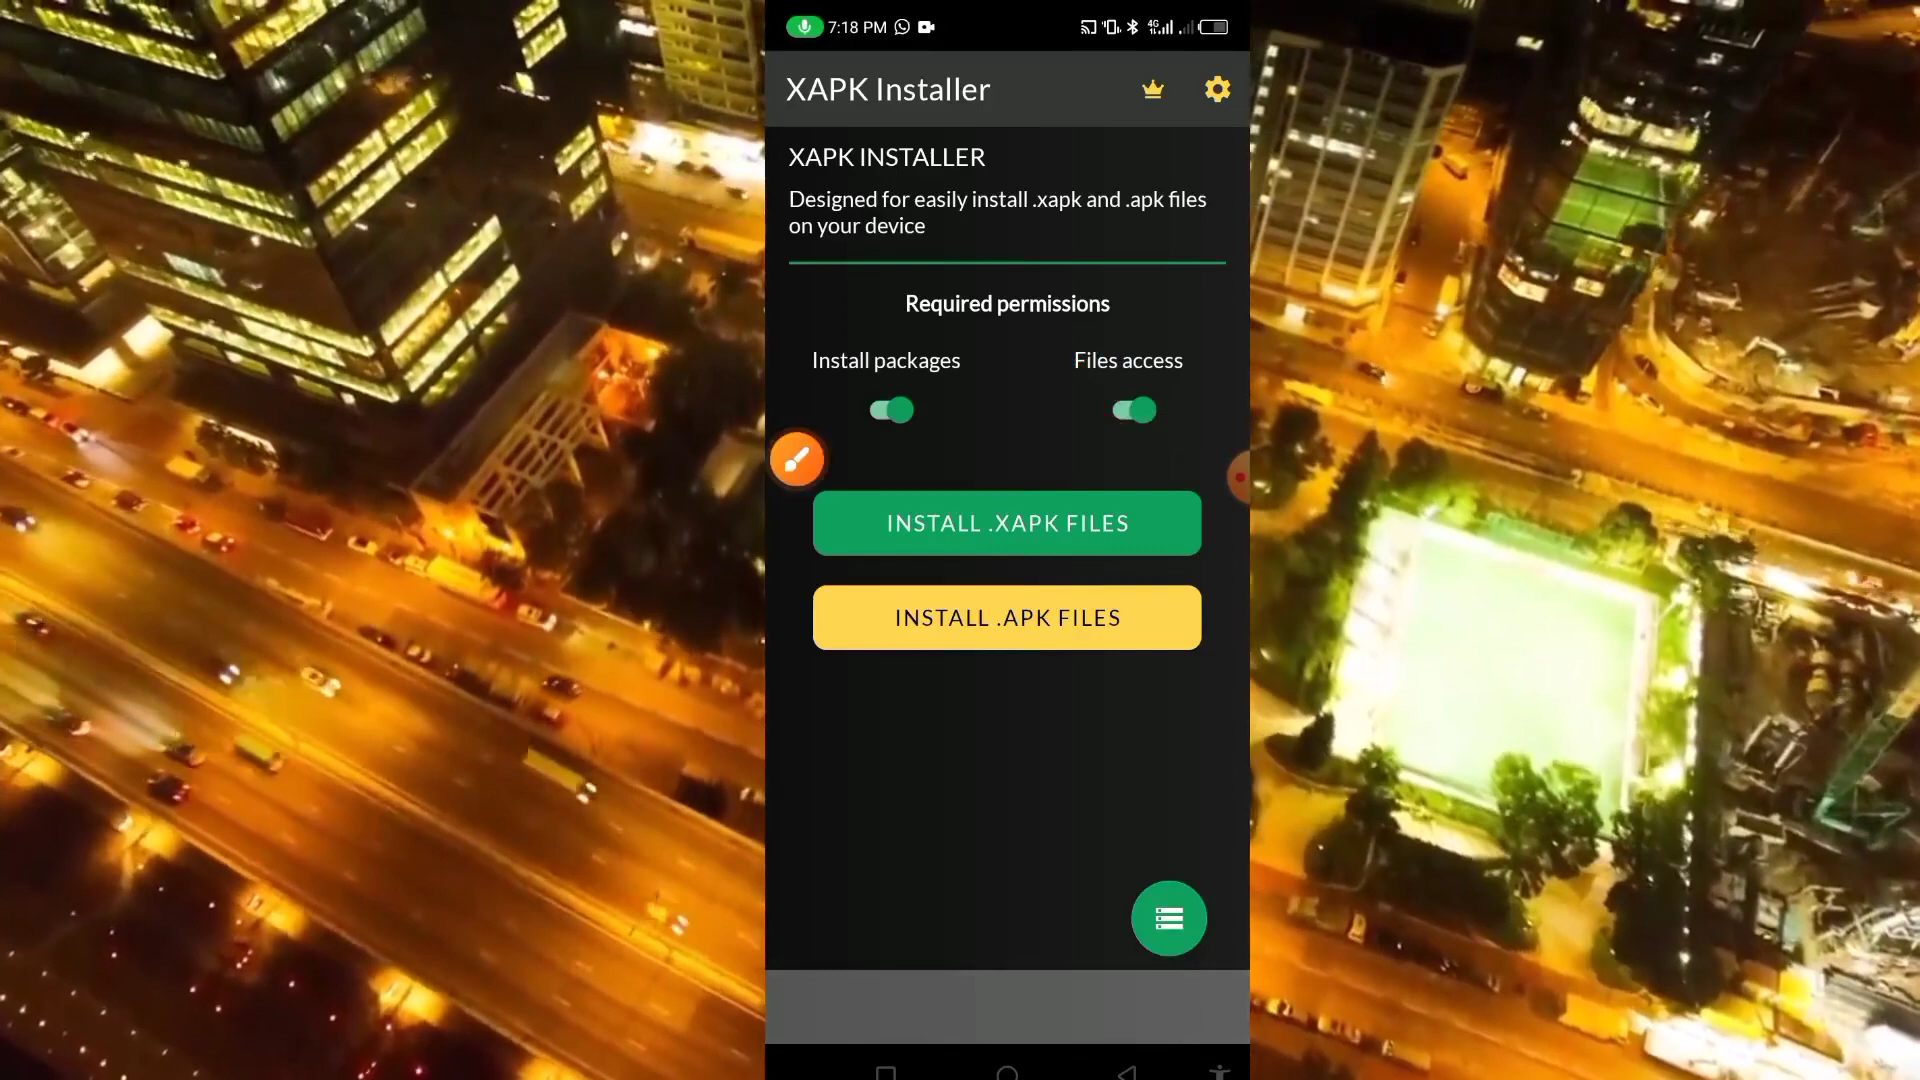 7:18 PM
4G
XAPK Installer
XAPK INSTALLER
Designed for easily install .xapk and .apk files
on your device
Required permissions
Install packages
Files access
INSTALL .XAPK FILES
INSTALL .APK FILES